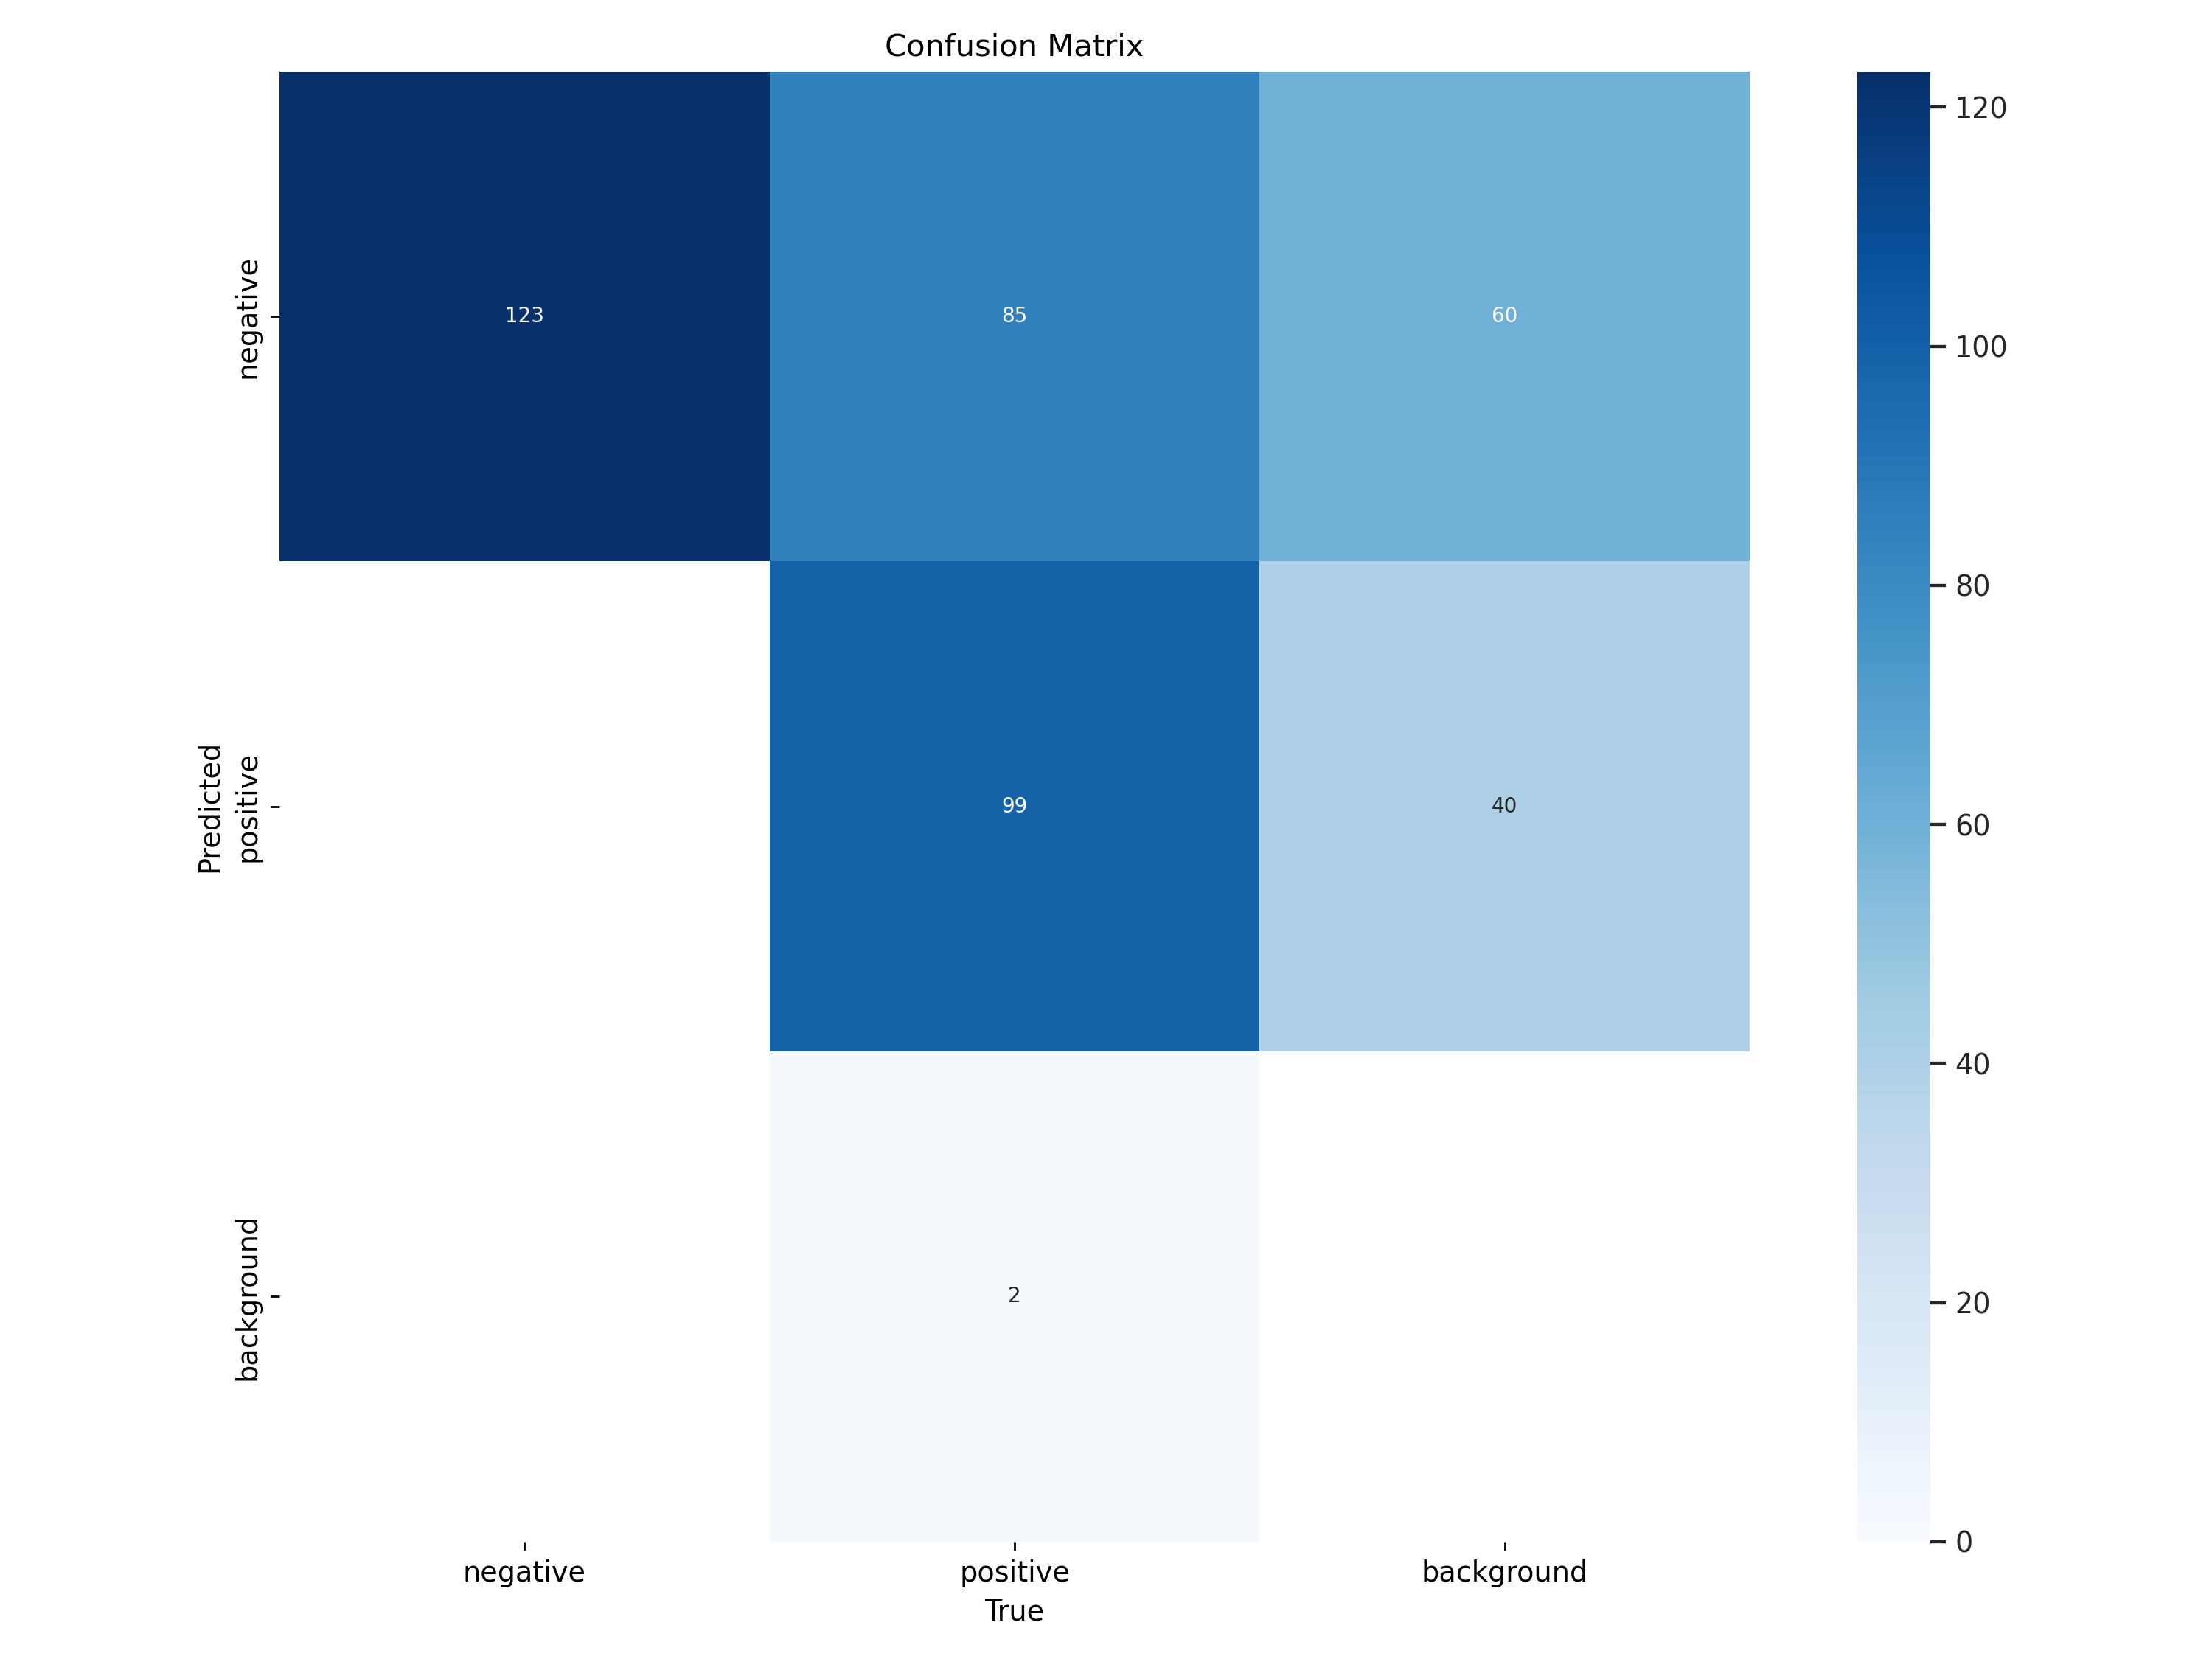 Confusion Matrix
negative
123
85
60
Predicted
positive
99
40
background
2
negative
positive
background
True
120
100
80
60
40
20
0